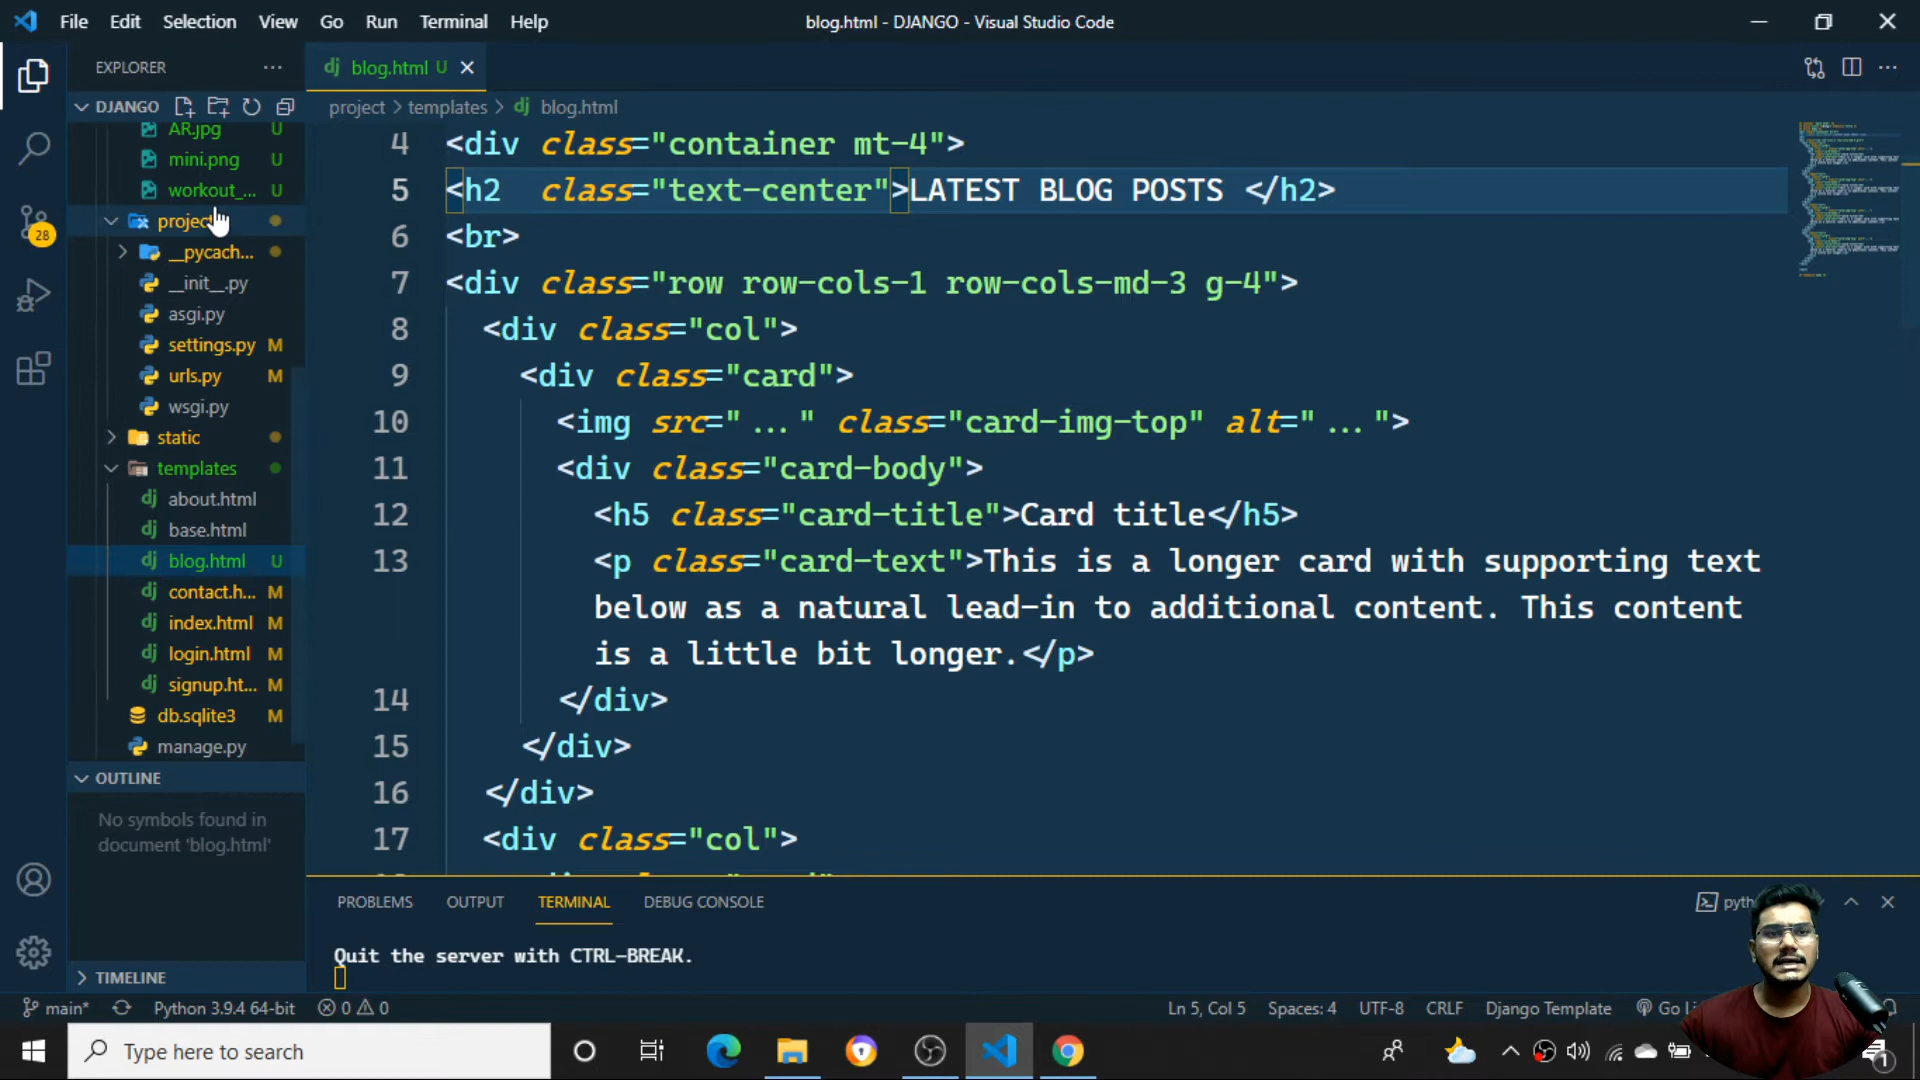 File Edit Selection View Go Run Terminal Help
blog.html - DJANGO - Visual Studio Code
EXPLORER
blog.html U
DJANGO
project > templates > blog.html
AR.jpg U
mini.png U
workout_... U
project
__pycach...
__init__.py
asgi.py
settings.py M
urls.py M
wsgi.py
static
templates
about.html
base.html
blog.html U
contact.h... M
index.html M
login.html M
signup.ht... M
db.sqlite3 M
manage.py
OUTLINE
No symbols found in
document 'blog.html'
TIMELINE
28
4 <div class="container mt-4">
5 <h2  class="text-center">LATEST BLOG POSTS </h2>
6 <br>
7 <div class="row row-cols-1 row-cols-md-3 g-4">
8 <div class="col">
9 <div class="card">
10 <img src="..." class="card-img-top" alt="...">
11 <div class="card-body">
12 <h5 class="card-title">Card title</h5>
13 <p class="card-text">This is a longer card with supporting text
below as a natural lead-in to additional content. This content
is a little bit longer.</p>
14 </div>
15 </div>
16 </div>
17 <div class="col">
PROBLEMS OUTPUT TERMINAL DEBUG CONSOLE
Quit the server with CTRL-BREAK.
main* Python 3.9.4 64-bit 0 0 Ln 5, Col 5 Spaces: 4 UTF-8 CRLF Django Template Go
Type here to search
1